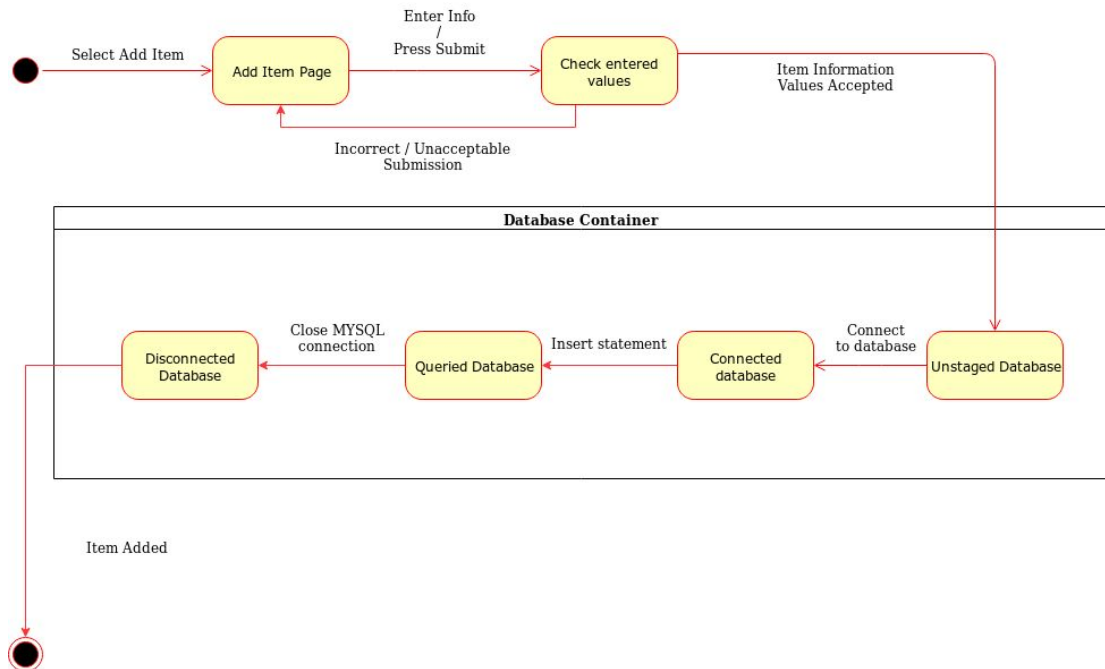 Enter Info
/
Press Submit
Select Add Item
Add Item Page
Check entered
values
Item Information
Values Accepted
Incorrect / Unacceptable
Submission
Database Container
Close MYSQL
connection
Insert statement
Connect
to database
Disconnected
Database
Queried Database
Connected
database
Unstaged Database
Item Added